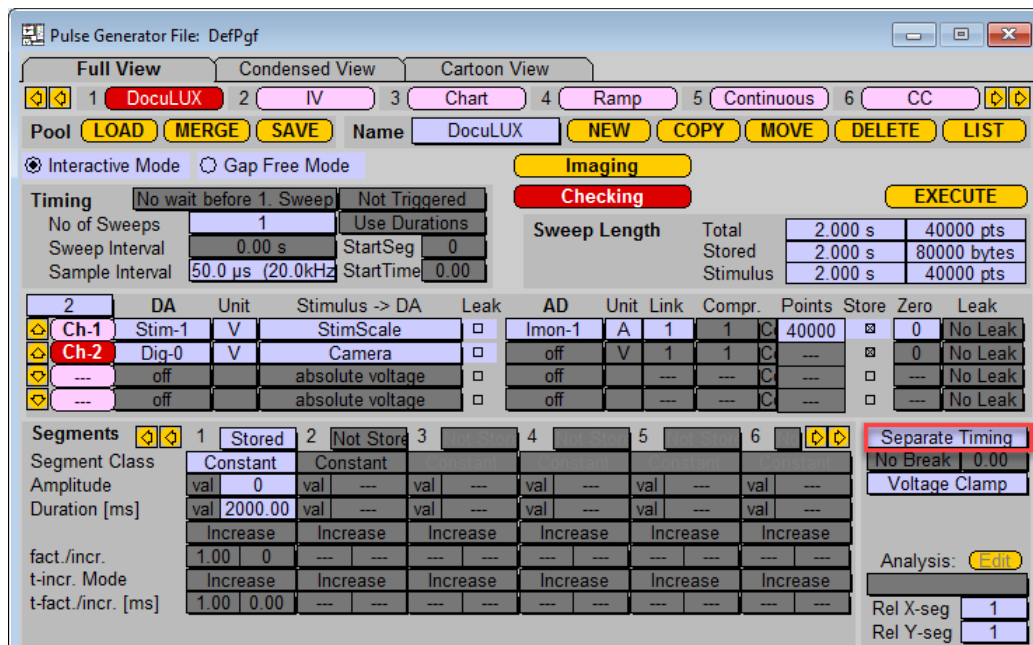 Pulse Generator File: DefPgf
Full View Condensed View Cartoon View
1 DocuLUX 2 IV 3 Chart 4 Ramp 5 Continuous 6 CC
Pool LOAD MERGE SAVE Name DocuLUX NEW COPY MOVE DELETE LIST
Interactive Mode Gap Free Mode Imaging
Timing No wait before 1. Sweep Not Triggered Checking EXECUTE
No of Sweeps 1 Use Durations Sweep Length Total 2.000 s 40000 pts
Sweep Interval 0.00 s StartSeg 0 Stored 2.000 s 80000 bytes
Sample Interval 50.0 µs (20.0kHz StartTime 0.00 Stimulus 2.000 s 40000 pts
2 DA Unit Stimulus -> DA Leak AD Unit Link Compr. Points Store Zero Leak
Ch-1 Stim-1 V StimScale Imon-1 A 1 1 40000 0 No Leak
Ch-2 Dig-0 V Camera off V 1 1 --- 0 No Leak
--- off absolute voltage off --- --- --- --- No Leak
--- off absolute voltage off --- --- --- --- No Leak
Segments 1 Stored 2 Not Store 3 4 5 6 Separate Timing
Segment Class Constant Constant Constant Constant Constant Constant No Break 0.00
Amplitude val 0 val --- val --- val --- val --- val --- Voltage Clamp
Duration [ms] val 2000.00 val --- val --- val --- val --- val ---
Increase Increase Increase Increase Increase Increase
fact./incr. 1.00 0 --- --- --- --- --- --- --- --- --- --- Analysis: Edit
t-incr. Mode Increase Increase Increase Increase Increase Increase
t-fact./incr. [ms] 1.00 0.00 --- --- --- --- --- --- --- --- --- --- Rel X-seg 1
Rel Y-seg 1